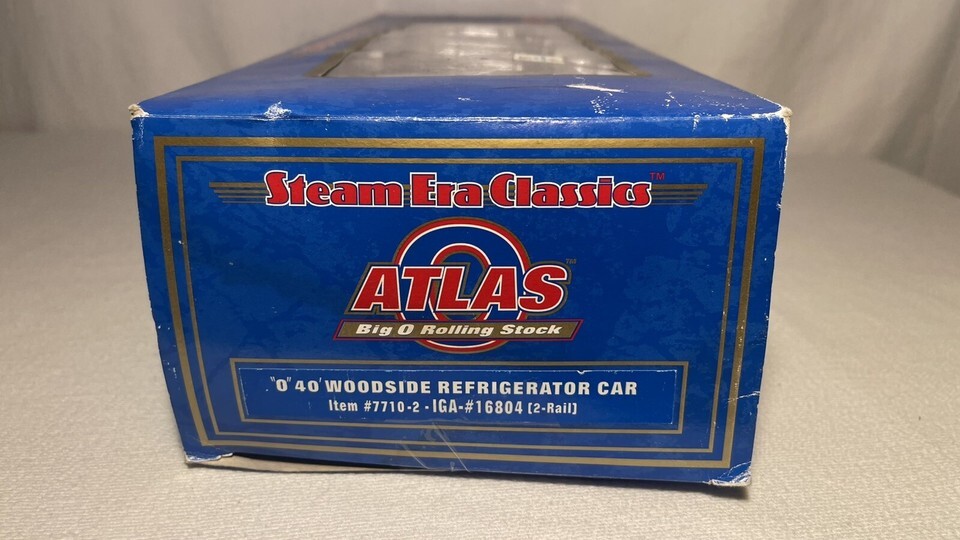 Steam Era Classics™
ATLAS™
Big O Rolling Stock
"O" 40' WOODSIDE REFRIGERATOR CAR
Item #7710-2 - IGA-#16804 (2-Rail)